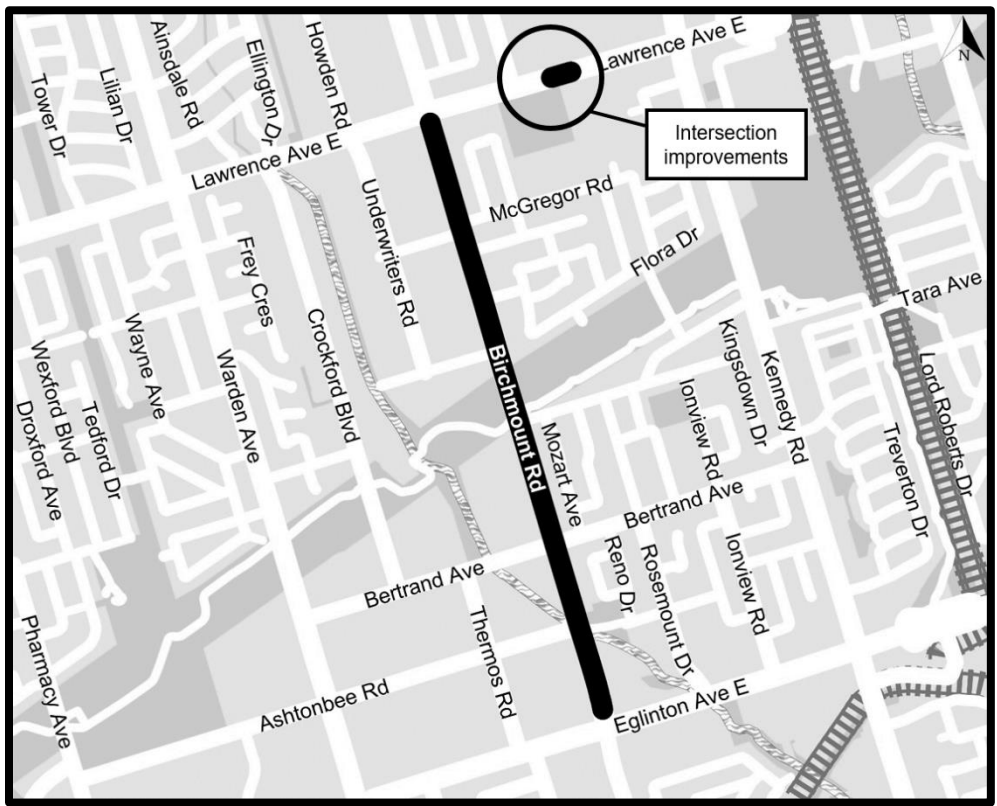 Tower Dr
Lilian Dr
Ainsdale Rd
Ellington Dr
Howden Rd
Lawrence Ave E
N
Intersection
improvements
Lawrence Ave E
Underwriters Rd
McGregor Rd
Flora Dr
Tara Ave
Frey Cres
Crockford Blvd
Wexford Blvd
Droxford Ave
Tedford Dr
Wayne Ave
Warden Ave
Birchmount Rd
Mozart Ave
Ionview Rd
Kingsdown Dr
Kennedy Rd
Treverton Dr
Lord Roberts Dr
Bertrand Ave
Bertrand Ave
Reno Dr
Rosemount Dr
Ionview Rd
Thermos Rd
Pharmacy Ave
Ashtonbee Rd
Eglinton Ave E